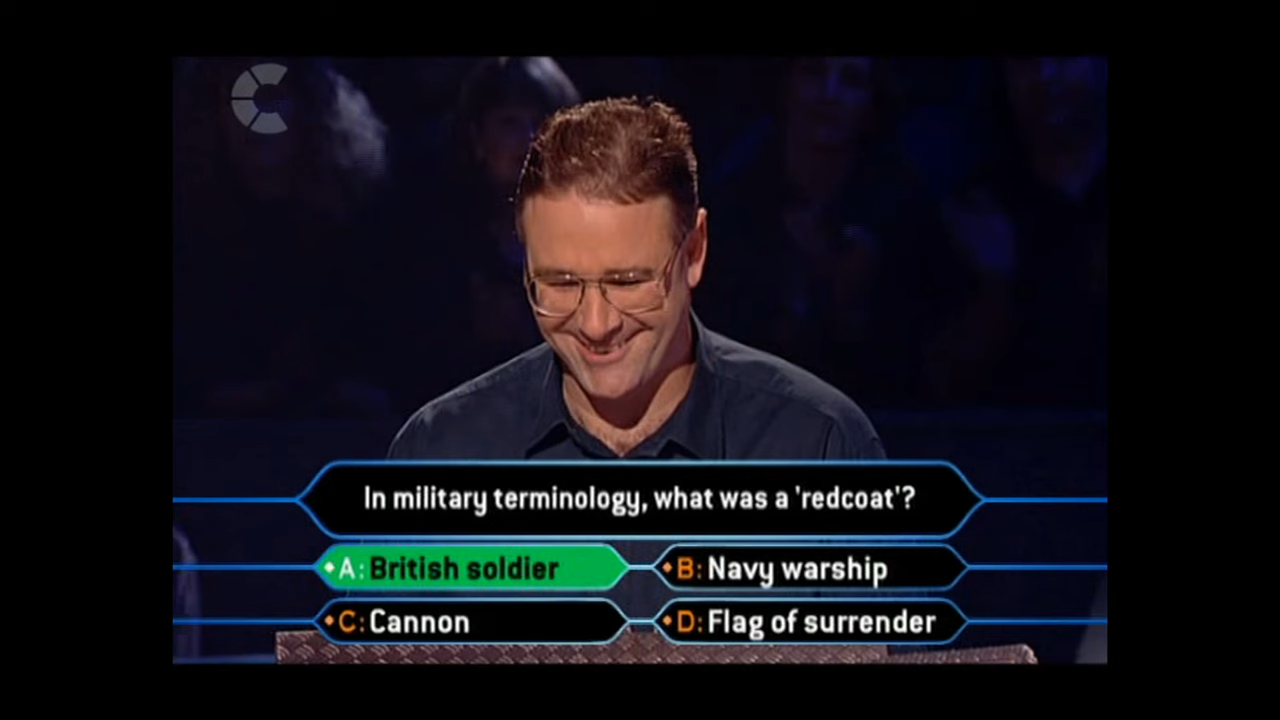 In military terminology, what was a 'redcoat'?
A: British soldier
B: Navy warship
C: Cannon
D: Flag of surrender